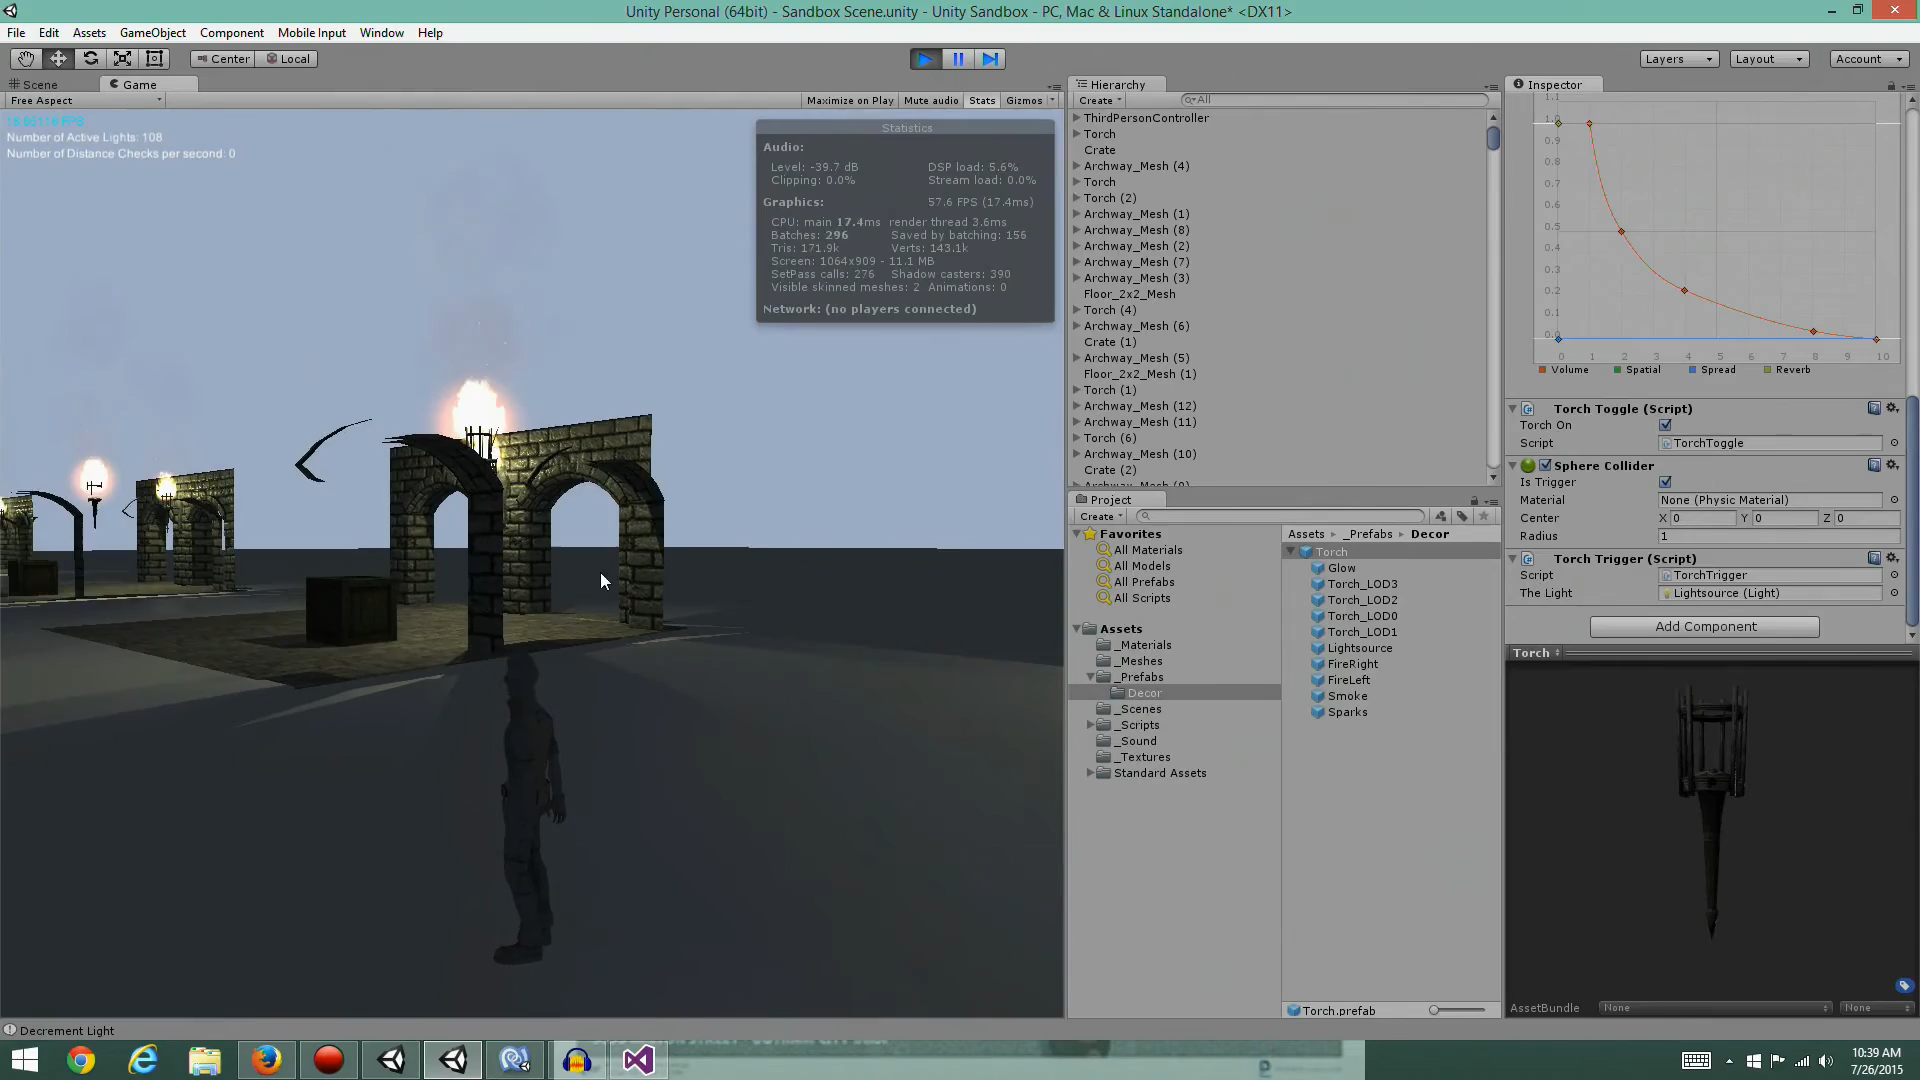 Unity Personal (64bit) - Sandbox Scene.unity - Unity Sandbox - PC, Mac & Linux Standalone* <DX11>
File Edit Assets GameObject Component Mobile Input Window Help
Center Local
Layers Layout Account
Scene Game
Free Aspect
Maximize on Play Mute audio Stats Gizmos
FPS
Number of Active Lights: 108
Number of Distance Checks per second: 0
Statistics
Audio:
Level: -39.7 dB DSP load: 5.6%
Clipping: 0.0% Stream load: 0.0%
Graphics: 57.6 FPS (17.4ms)
CPU: main 17.4ms render thread 3.6ms
Batches: 296 Saved by batching: 156
Tris: 171.9k Verts: 143.1k
Screen: 1064x909 - 11.1 MB
SetPass calls: 276 Shadow casters: 390
Visible skinned meshes: 2 Animations: 0
Network: (no players connected)
Hierarchy
Create All
ThirdPersonController
Torch
Crate
Archway_Mesh (4)
Torch
Torch (2)
Archway_Mesh (1)
Archway_Mesh (8)
Archway_Mesh (2)
Archway_Mesh (7)
Archway_Mesh (3)
Floor_2x2_Mesh
Torch (4)
Archway_Mesh (6)
Crate (1)
Archway_Mesh (5)
Floor_2x2_Mesh (1)
Torch (1)
Archway_Mesh (12)
Archway_Mesh (11)
Torch (6)
Archway_Mesh (10)
Crate (2)
Archway_Mesh (9)
Project
Create
Favorites
All Materials
All Models
All Prefabs
All Scripts
Assets
_Materials
_Meshes
_Prefabs
Decor
_Scenes
_Scripts
_Sound
_Textures
Standard Assets
Assets _Prefabs Decor
Torch
Glow
Torch_LOD3
Torch_LOD2
Torch_LOD0
Torch_LOD1
Lightsource
FireRight
FireLeft
Smoke
Sparks
Torch.prefab
Inspector
1.1
1.0
0.9
0.8
0.7
0.6
0.5
0.4
0.3
0.2
0.1
0.0
0 1 2 3 4 5 6 7 8 9 10
Volume Spatial Spread Reverb
Torch Toggle (Script)
Torch On
Script TorchToggle
Sphere Collider
Is Trigger
Material None (Physic Material)
Center X 0 Y 0 Z 0
Radius 1
Torch Trigger (Script)
Script TorchTrigger
The Light Lightsource (Light)
Add Component
Torch
AssetBundle None None
Decrement Light
10:39 AM
7/26/2015